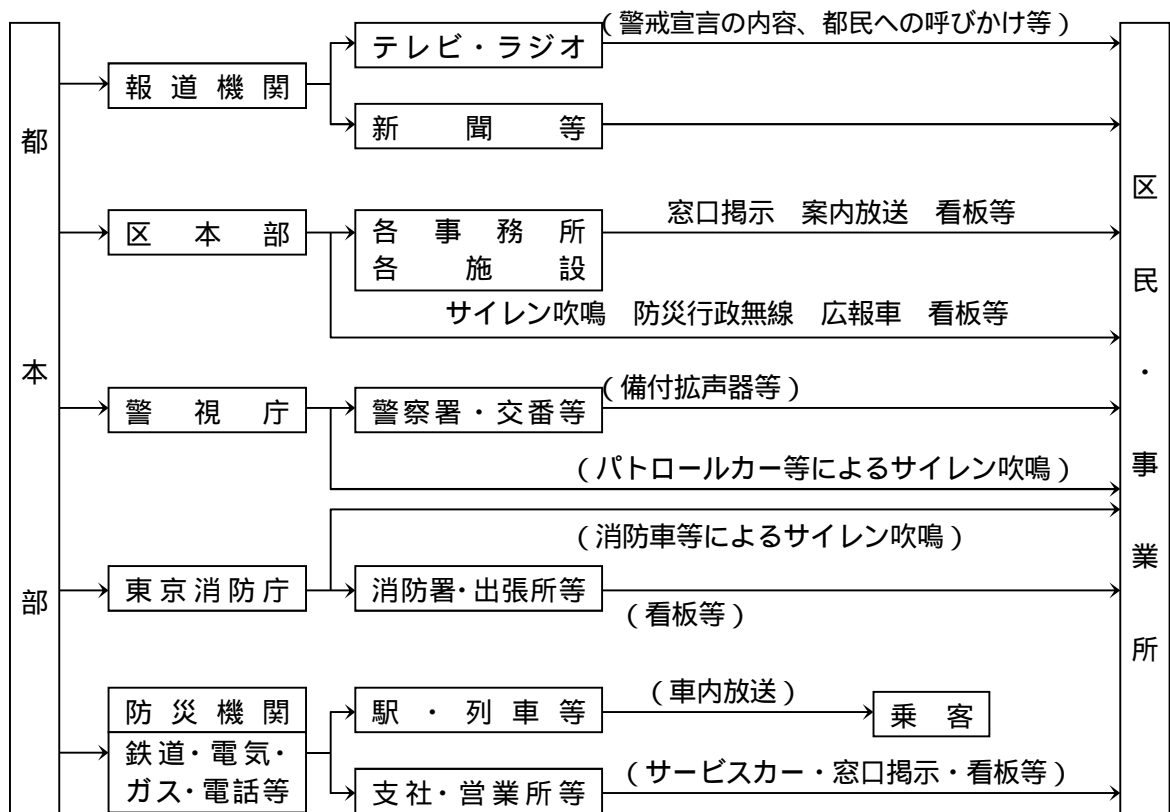 都本部
報道機関
テレビ・ラジオ
(警戒宣言の内容、都民への呼びかけ等)
新聞等
区本部
各事務所
各施設
窓口掲示　案内放送　看板等
サイレン吹鳴　防災行政無線　広報車　看板等
警視庁
警察署・交番等
(備付拡声器等)
(パトロールカー等によるサイレン吹鳴)
(消防車等によるサイレン吹鳴)
東京消防庁
消防署・出張所等
(看板等)
防災機関
鉄道・電気・
ガス・電話等
駅・列車等
(車内放送)
乗客
支社・営業所等
(サービスカー・窓口掲示・看板等)
区民・事業所